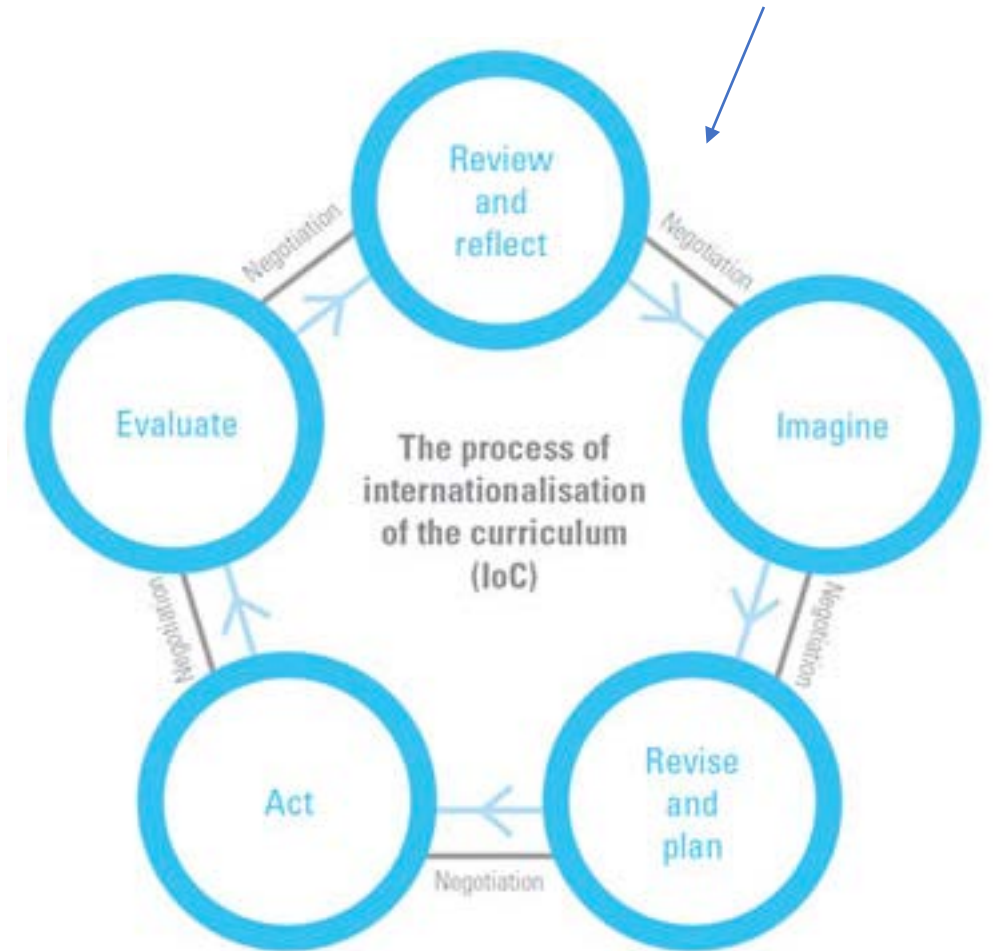 Review
and
reflect
Negotiation
Imagine
Negotiation
Revise
and
plan
Negotiation
Act
Negotiation
Evaluate
Negotiation
The process of
internationalisation
of the curriculum
(IoC)